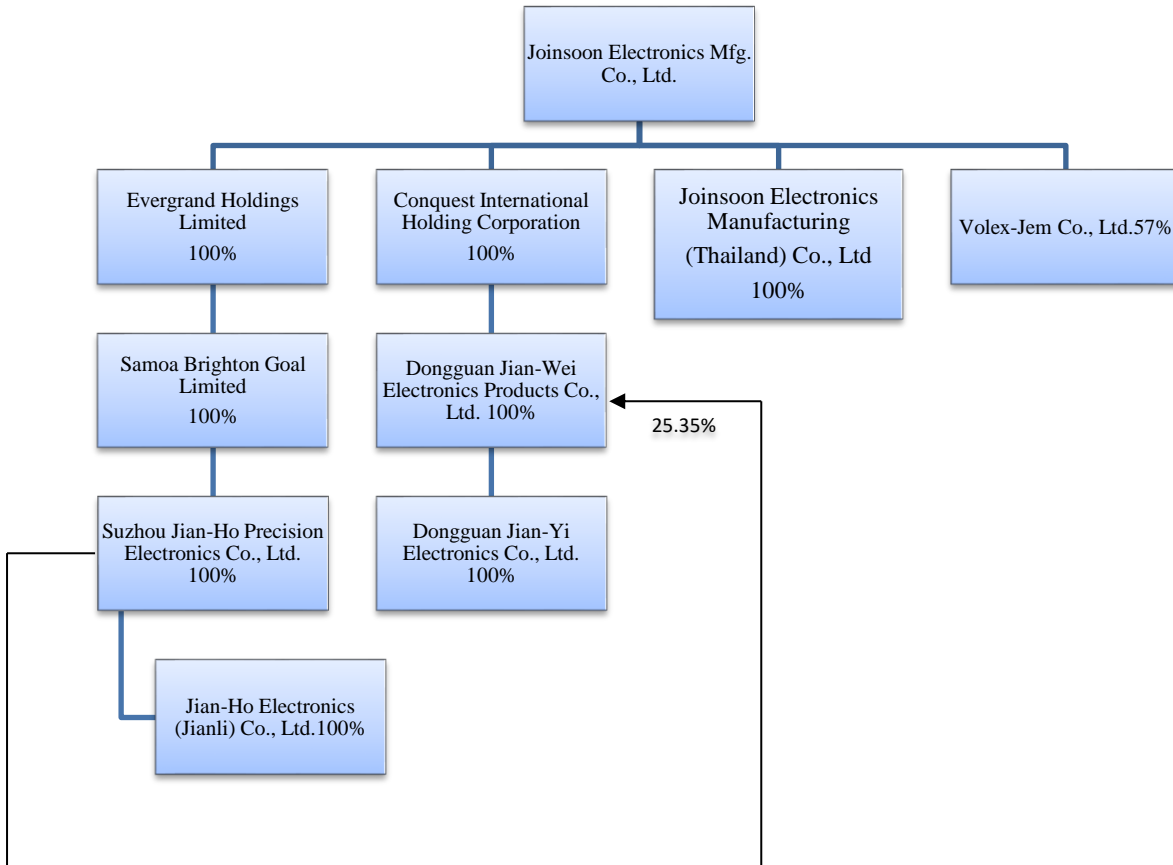 Joinsoon Electronics Mfg.
Co., Ltd.
Evergrand Holdings
Limited
100%
Conquest International
Holding Corporation
100%
Joinsoon Electronics
Manufacturing
(Thailand) Co., Ltd
100%
Volex-Jem Co., Ltd.57%
Samoa Brighton Goal
Limited
100%
Dongguan Jian-Wei
Electronics Products Co.,
Ltd. 100%
25.35%
Suzhou Jian-Ho Precision
Electronics Co., Ltd.
100%
Dongguan Jian-Yi
Electronics Co., Ltd.
100%
Jian-Ho Electronics
(Jianli) Co., Ltd.100%